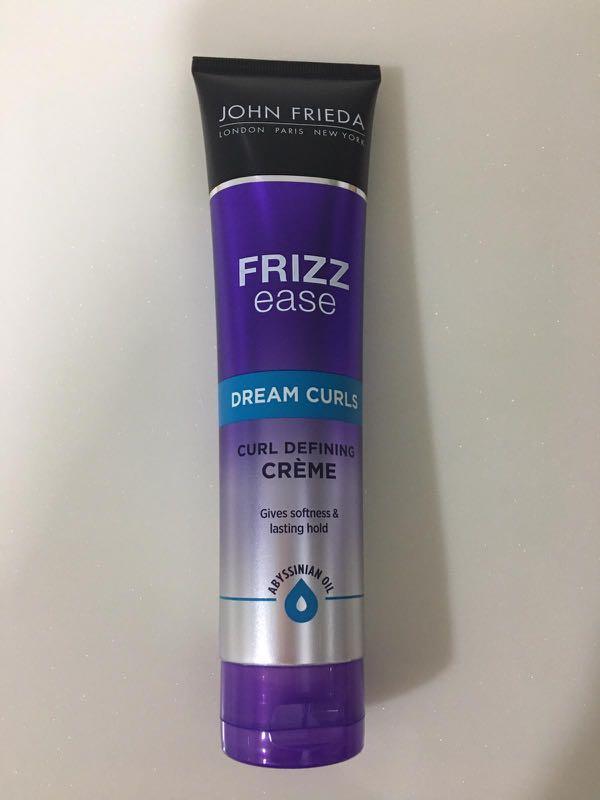 JOHN FRIEDA
LONDON PARIS NEW YORK
FRIZZ
ease
DREAM CURLS
CURL DEFINING
CRÈME
Gives softness &
lasting hold
ABYSSINIAN OIL